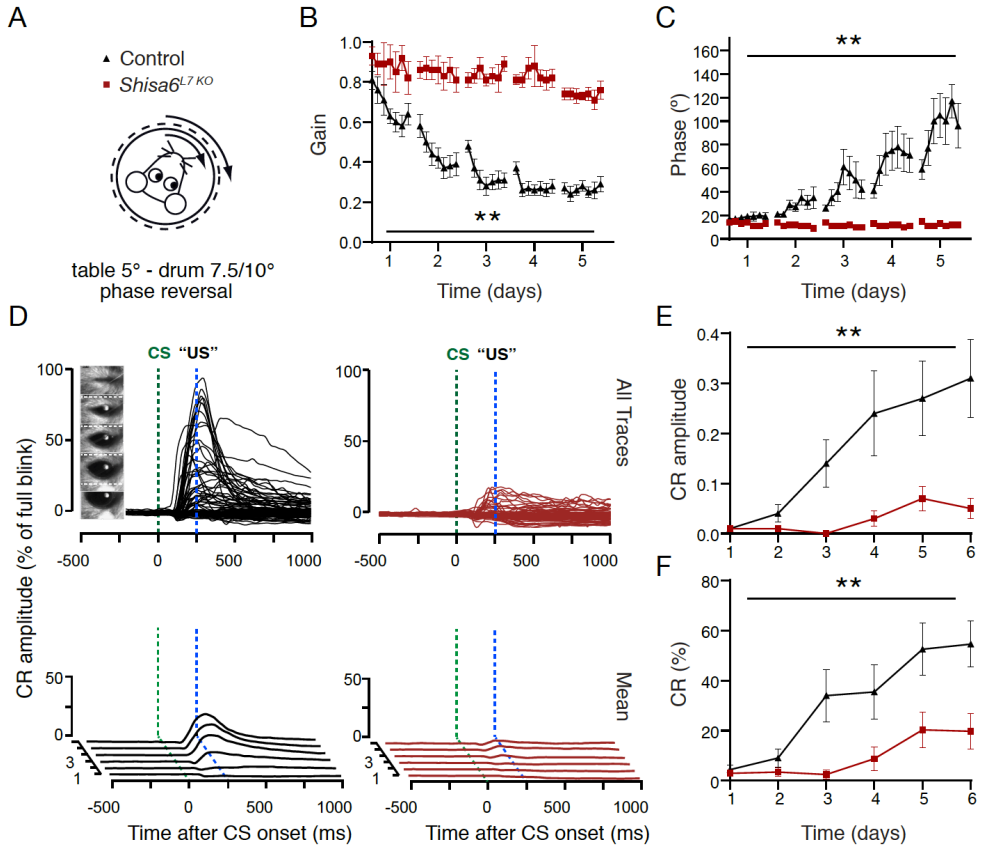 A
▲ Control
■ Shisa6^L7 KO
table 5° - drum 7.5/10°
phase reversal
B
Gain
1.0
0.8
0.6
0.4
0.2
0.0
**
1 2 3 4 5
Time (days)
C
Phase (º)
160
140
120
100
80
60
40
20
0
**
1 2 3 4 5
Time (days)
D
CR amplitude (% of full blink)
CS “US”
100
50
0
-500 0 500 1000
CS “US”
100
50
0
-500 0 500 1000
All Traces
50
0
3
1
-500 0 500 1000
Time after CS onset (ms)
50
0
3
1
-500 0 500 1000
Time after CS onset (ms)
Mean
E
CR amplitude
0.4
0.3
0.2
0.1
0.0
**
1 2 3 4 5 6
F
CR (%)
80
60
40
20
0
**
1 2 3 4 5 6
Time (days)